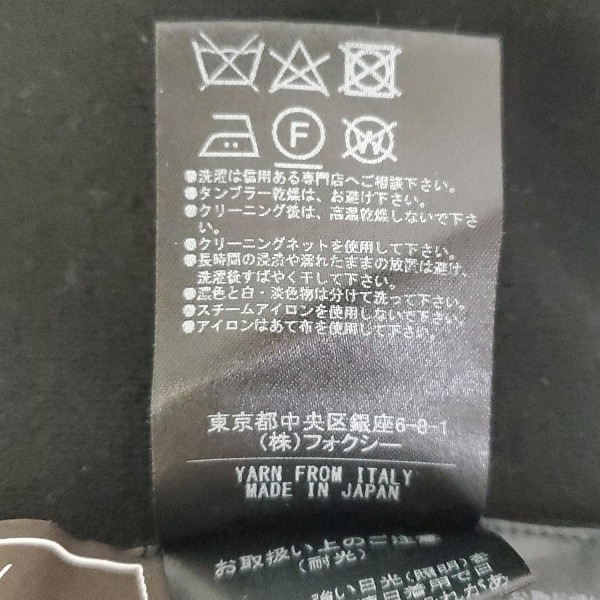 F
W
●洗濯は信用ある専門店へご相談下さい。
●タンブラー乾燥は、お避け下さい。
●クリーニング後は、高温乾燥しないで下さ
い。
●クリーニングネットを使用して下さい。
●長時間の浸漬や濡れたままの放置は避け、
洗濯後すばやく干して下さい。
●濃色と白・淡色物は分けて洗って下さい。
●スチームアイロンを使用しないで下さい。
●アイロンはあて布を使用して下さい。
東京都中央区銀座6-8-1
(株)フォクシー
YARN FROM ITALY
MADE IN JAPAN
お取扱い上のご注意
(耐光)
強い日光(照明)を